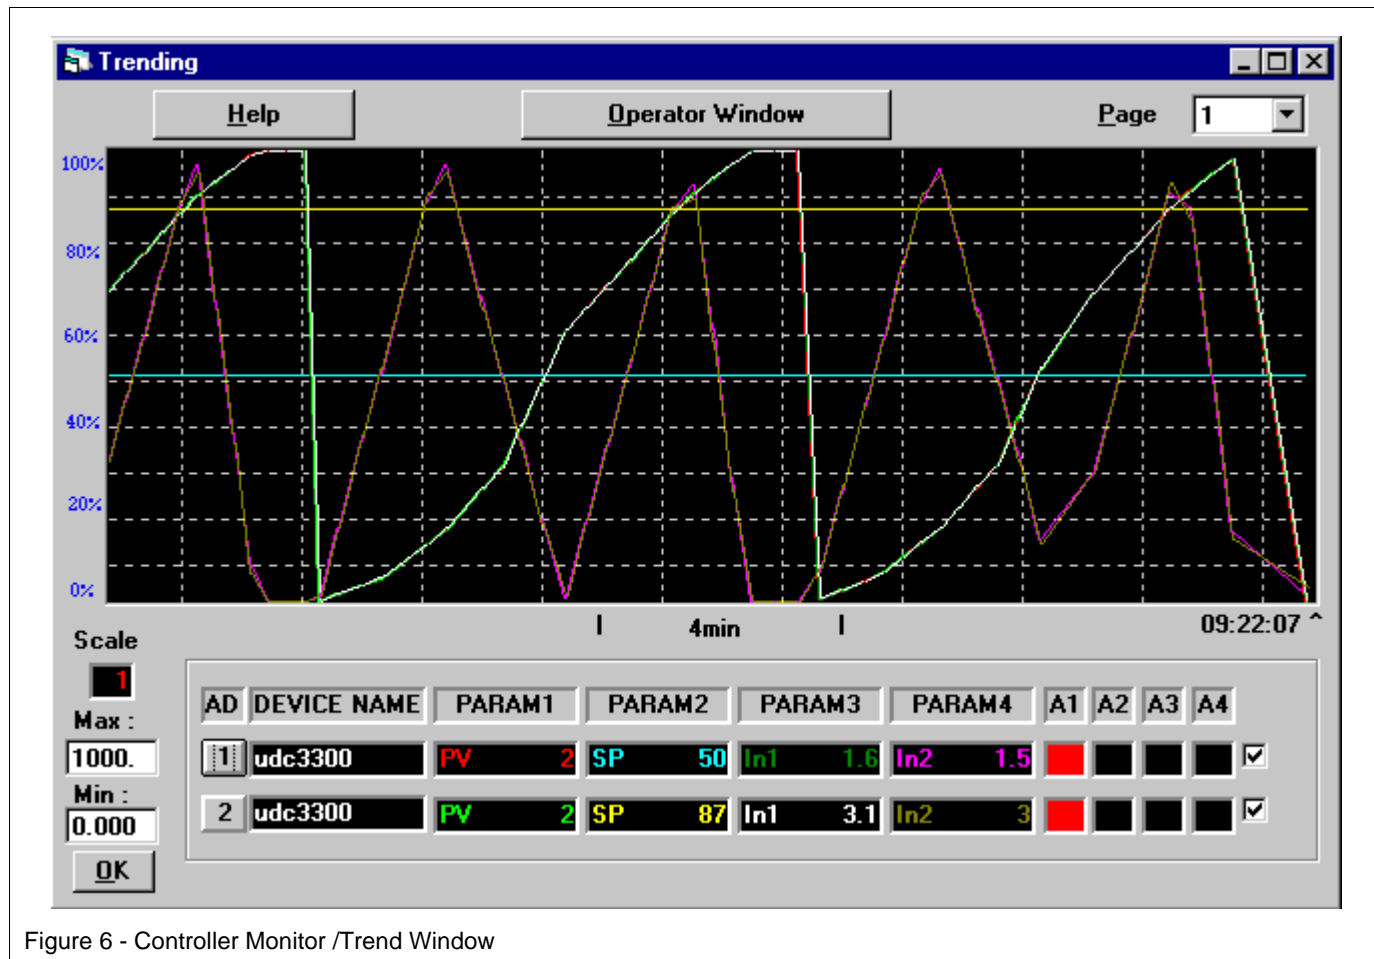 Trending
Help Operator Window Page 1
100%
80%
60%
40%
20%
0%
4min 09:22:07 ^
Scale
1
Max :
1000.
Min :
0.000
OK
AD DEVICE NAME PARAM1 PARAM2 PARAM3 PARAM4 A1 A2 A3 A4
1 udc3300 PV 2 SP 50 In1 1.6 In2 1.5
2 udc3300 PV 2 SP 87 In1 3.1 In2 3
Figure 6 - Controller Monitor /Trend Window